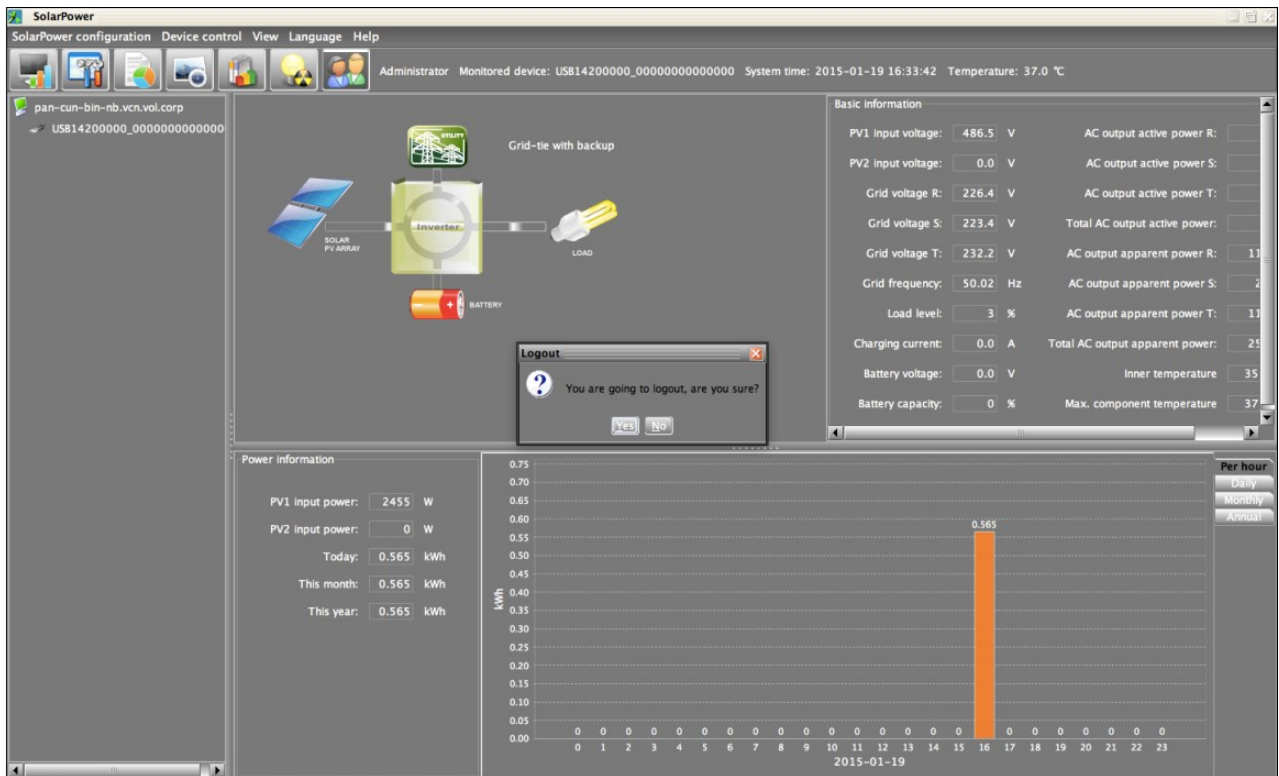 SolarPower
SolarPower configuration Device control View Language Help
Administrator Monitored device: USB14200000_00000000000000 System time: 2015-01-19 16:33:42 Temperature: 37.0 ℃
pan-cun-bin-nb.vcn.vol.corp
USB14200000_0000000000000
UTILITY
Grid-tie with backup
SOLAR
PV ARRAY
Inverter
LOAD
BATTERY
Basic information
PV1 input voltage: 486.5 V AC output active power R:
PV2 input voltage: 0.0 V AC output active power S:
Grid voltage R: 226.4 V AC output active power T:
Grid voltage S: 223.4 V Total AC output active power:
Grid voltage T: 232.2 V AC output apparent power R: 11
Grid frequency: 50.02 Hz AC output apparent power S: 2
Load level: 3 % AC output apparent power T: 11
Charging current: 0.0 A Total AC output apparent power: 25
Battery voltage: 0.0 V Inner temperature 35
Battery capacity: 0 % Max. component temperature 37
Logout
You are going to logout, are you sure?
Yes No
Power information
PV1 input power: 2455 W
PV2 input power: 0 W
Today: 0.565 kWh
This month: 0.565 kWh
This year: 0.565 kWh
Per hour
Daily
Monthly
Annual
kWh
0.75
0.70
0.65
0.60
0.55
0.50
0.45
0.40
0.35
0.30
0.25
0.20
0.15
0.10
0.05
0.00
0.565
0 0 0 0 0 0 0 0 0 0 0 0 0 0 0 0 0 0 0 0 0 0 0
0 1 2 3 4 5 6 7 8 9 10 11 12 13 14 15 16 17 18 19 20 21 22 23
2015-01-19